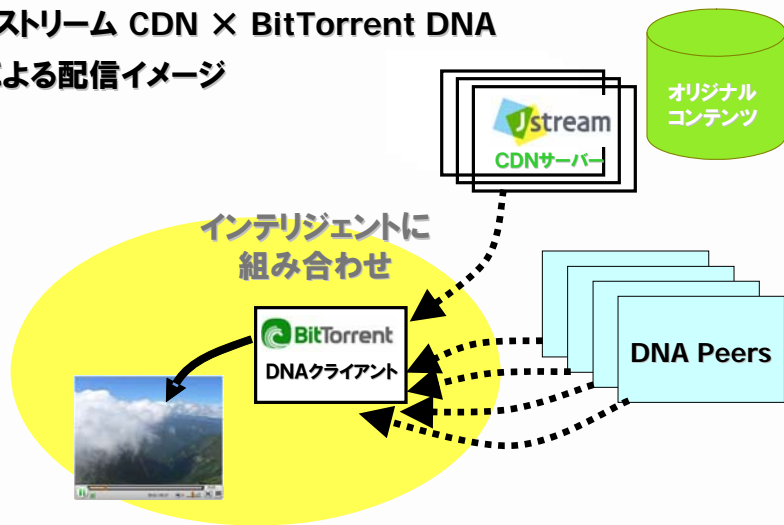 ストリーム CDN × BitTorrent DNA
よる配信イメージ
オリジナル
コンテンツ
Jstream
CDNサーバー
インテリジェントに
組み合わせ
BitTorrent
DNAクライアント
DNA Peers